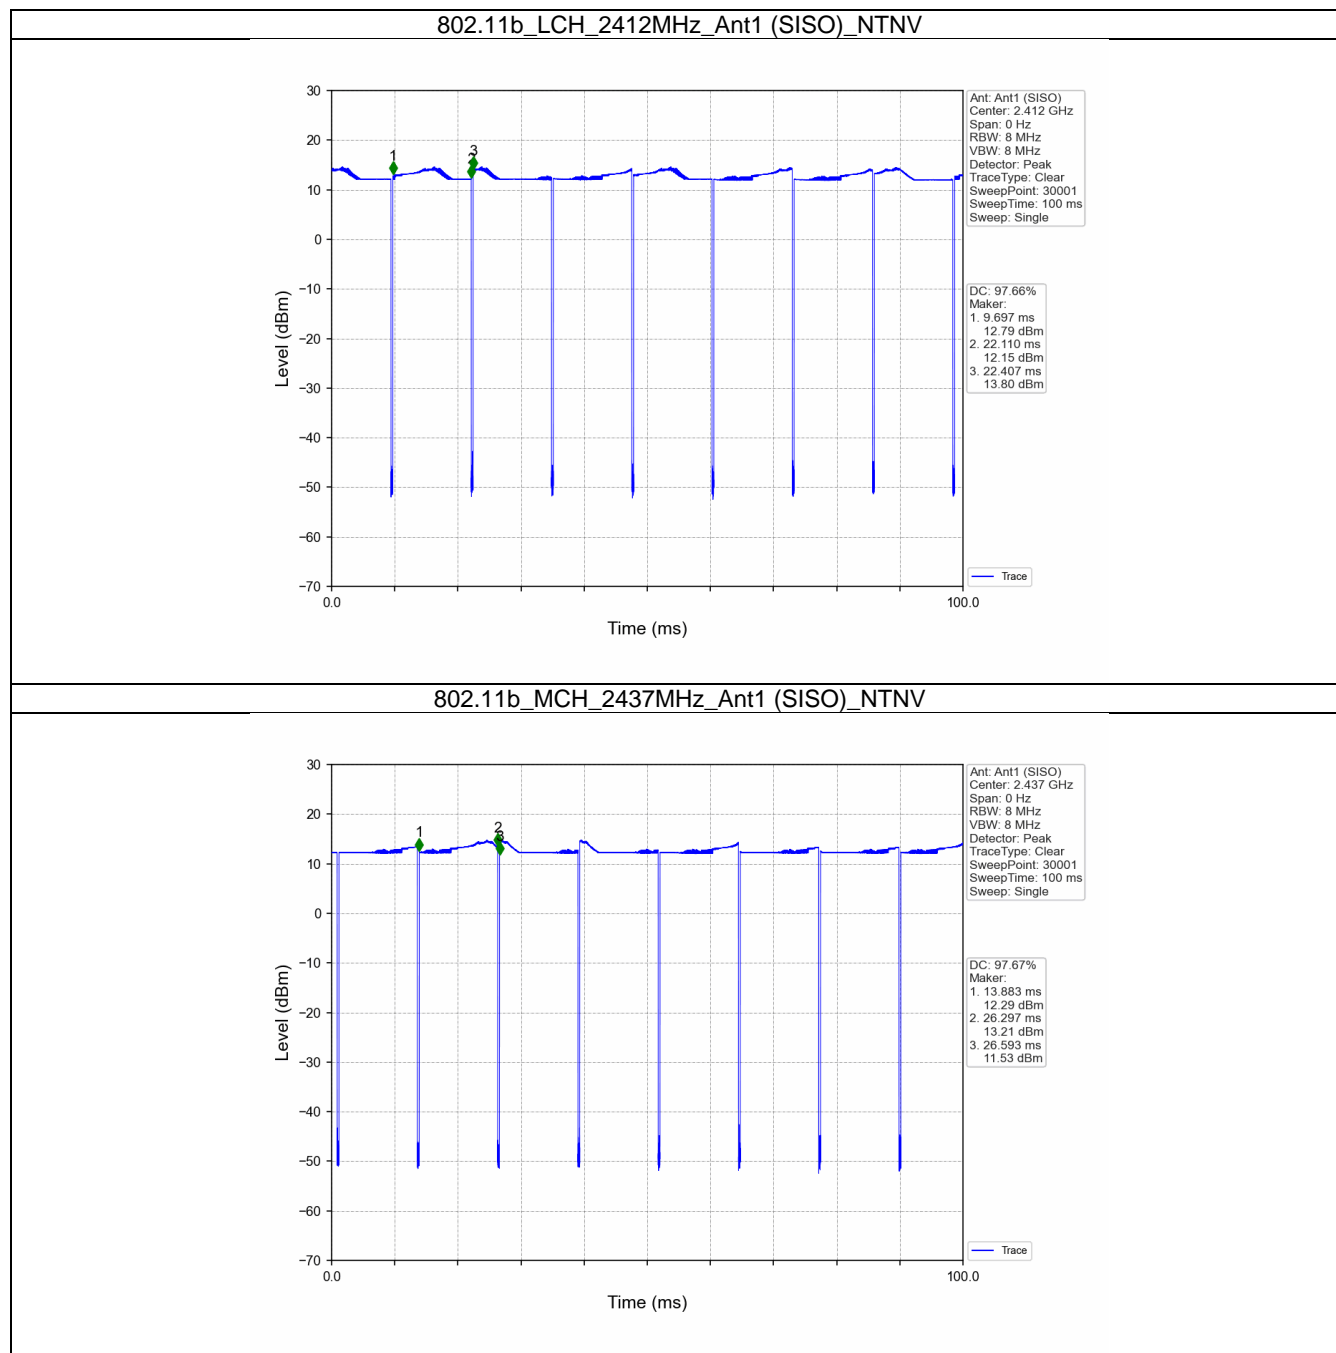 802.11b_LCH_2412MHz_Ant1 (SISO)_NTNV
30
20
10
0
−10
−20
−30
−40
−50
−60
−70
Level (dBm)
1
2
3
0.0
100.0
Time (ms)
Ant: Ant1 (SISO)
Center: 2.412 GHz
Span: 0 Hz
RBW: 8 MHz
VBW: 8 MHz
Detector: Peak
TraceType: Clear
SweepPoint: 30001
SweepTime: 100 ms
Sweep: Single
DC: 97.66%
Maker:
1. 9.697 ms
12.79 dBm
2. 22.110 ms
12.15 dBm
3. 22.407 ms
13.80 dBm
Trace
802.11b_MCH_2437MHz_Ant1 (SISO)_NTNV
30
20
10
0
−10
−20
−30
−40
−50
−60
−70
Level (dBm)
1
2
3
0.0
100.0
Time (ms)
Ant: Ant1 (SISO)
Center: 2.437 GHz
Span: 0 Hz
RBW: 8 MHz
VBW: 8 MHz
Detector: Peak
TraceType: Clear
SweepPoint: 30001
SweepTime: 100 ms
Sweep: Single
DC: 97.67%
Maker:
1. 13.883 ms
12.29 dBm
2. 26.297 ms
13.21 dBm
3. 26.593 ms
11.53 dBm
Trace